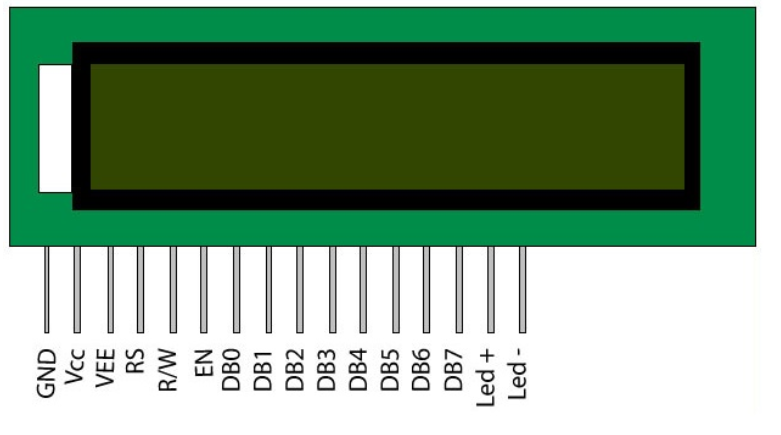 GND
Vcc
VEE
RS
R/W
EN
DB0
DB1
DB2
DB3
DB4
DB5
DB6
DB7
Led +
Led -